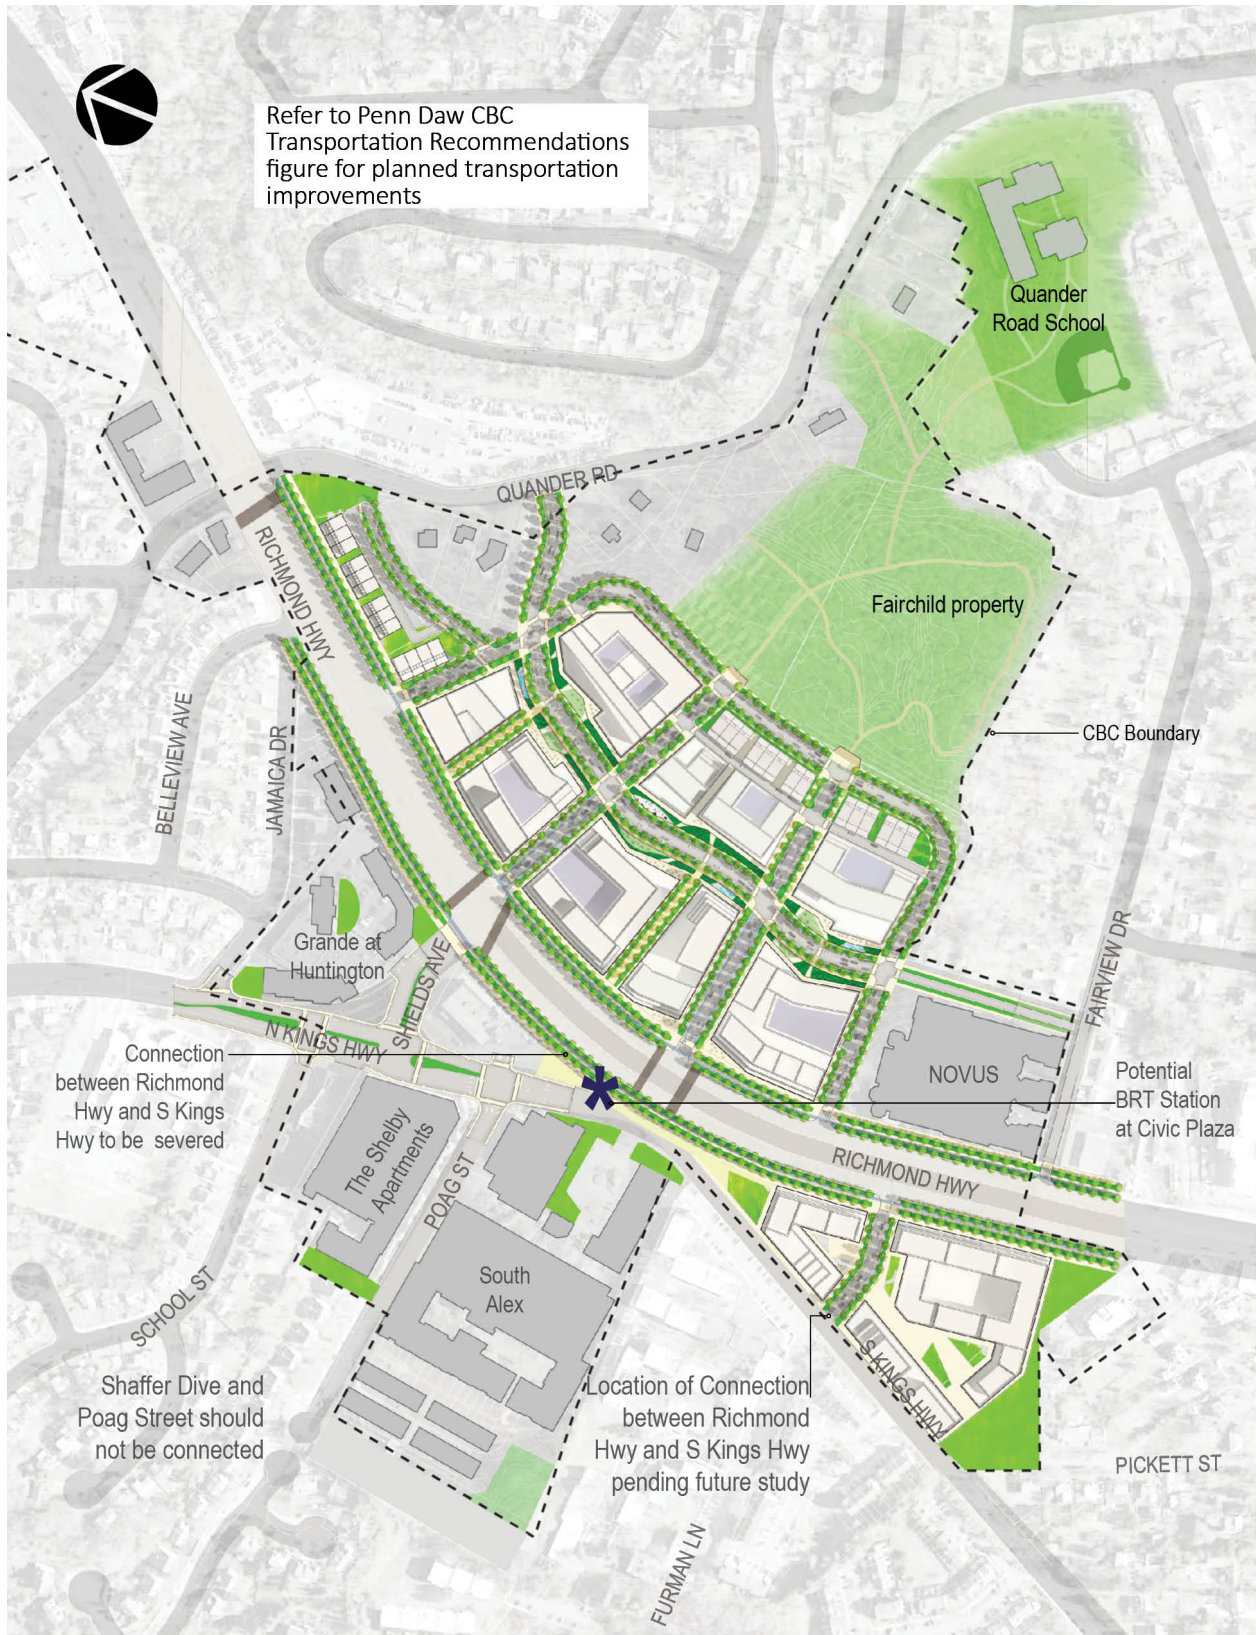 Refer to Penn Daw CBC
Transportation Recommendations
figure for planned transportation
improvements
Quander
Road School
QUANDER RD
RICHMOND HWY
Fairchild property
CBC Boundary
BELLEVIEW AVE
JAMAICA DR
Grande at
Huntington
SHIELDS AVE
N KINGS HWY
FAIRVIEW DR
Connection
between Richmond
Hwy and S Kings
Hwy to be severed
NOVUS
Potential
BRT Station
at Civic Plaza
The Shelby
Apartments
POAG ST
RICHMOND HWY
South
Alex
SCHOOL ST
S KINGS HWY
Shaffer Dive and
Poag Street should
not be connected
Location of Connection
between Richmond
Hwy and S Kings Hwy
pending future study
PICKETT ST
FURMAN LN